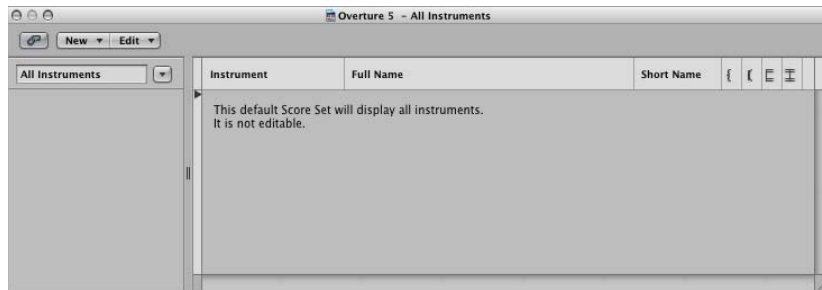 Overture 5 – All Instruments
New Edit
All Instruments
Instrument Full Name Short Name
This default Score Set will display all instruments.
It is not editable.